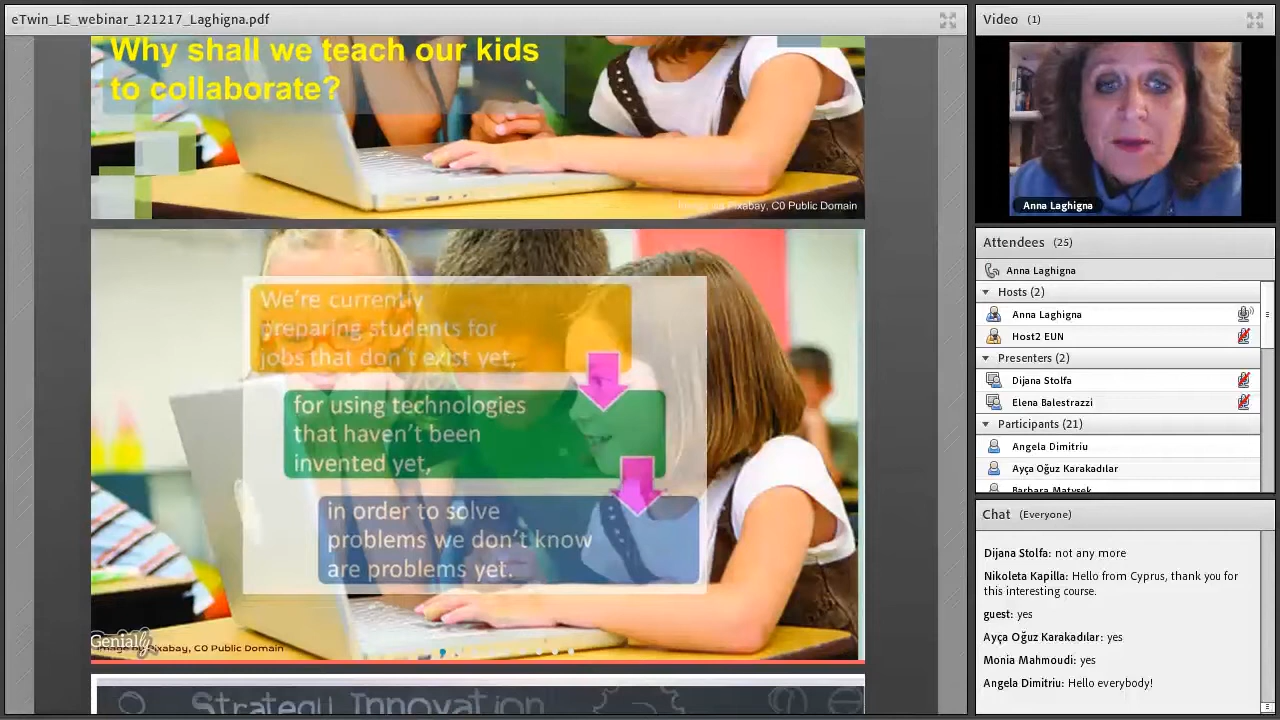 eTwin_LE_webinar_121217_Laghigna.pdf
Why shall we teach our kids
to collaborate?
Pixabay, C0 Public Domain
We're currently
preparing students for
jobs that don't exist yet,
for using technologies
that haven't been
invented yet,
in order to solve
problems we don't know
are problems yet.
Genially
Image by Pixabay, C0 Public Domain
Strategy Innovation
Video (1)
Anna Laghigna
Attendees (25)
Anna Laghigna
Hosts (2)
Anna Laghigna
Host2 EUN
Presenters (2)
Dijana Stolfa
Elena Balestrazzi
Participants (21)
Angela Dimitriu
Ayça Oğuz Karakadılar
Barbara Matysek
Chat (Everyone)
Dijana Stolfa: not any more
Nikoleta Kapilla: Hello from Cyprus, thank you for
this interesting course.
guest: yes
Ayça Oğuz Karakadılar: yes
Monia Mahmoudi: yes
Angela Dimitriu: Hello everybody!